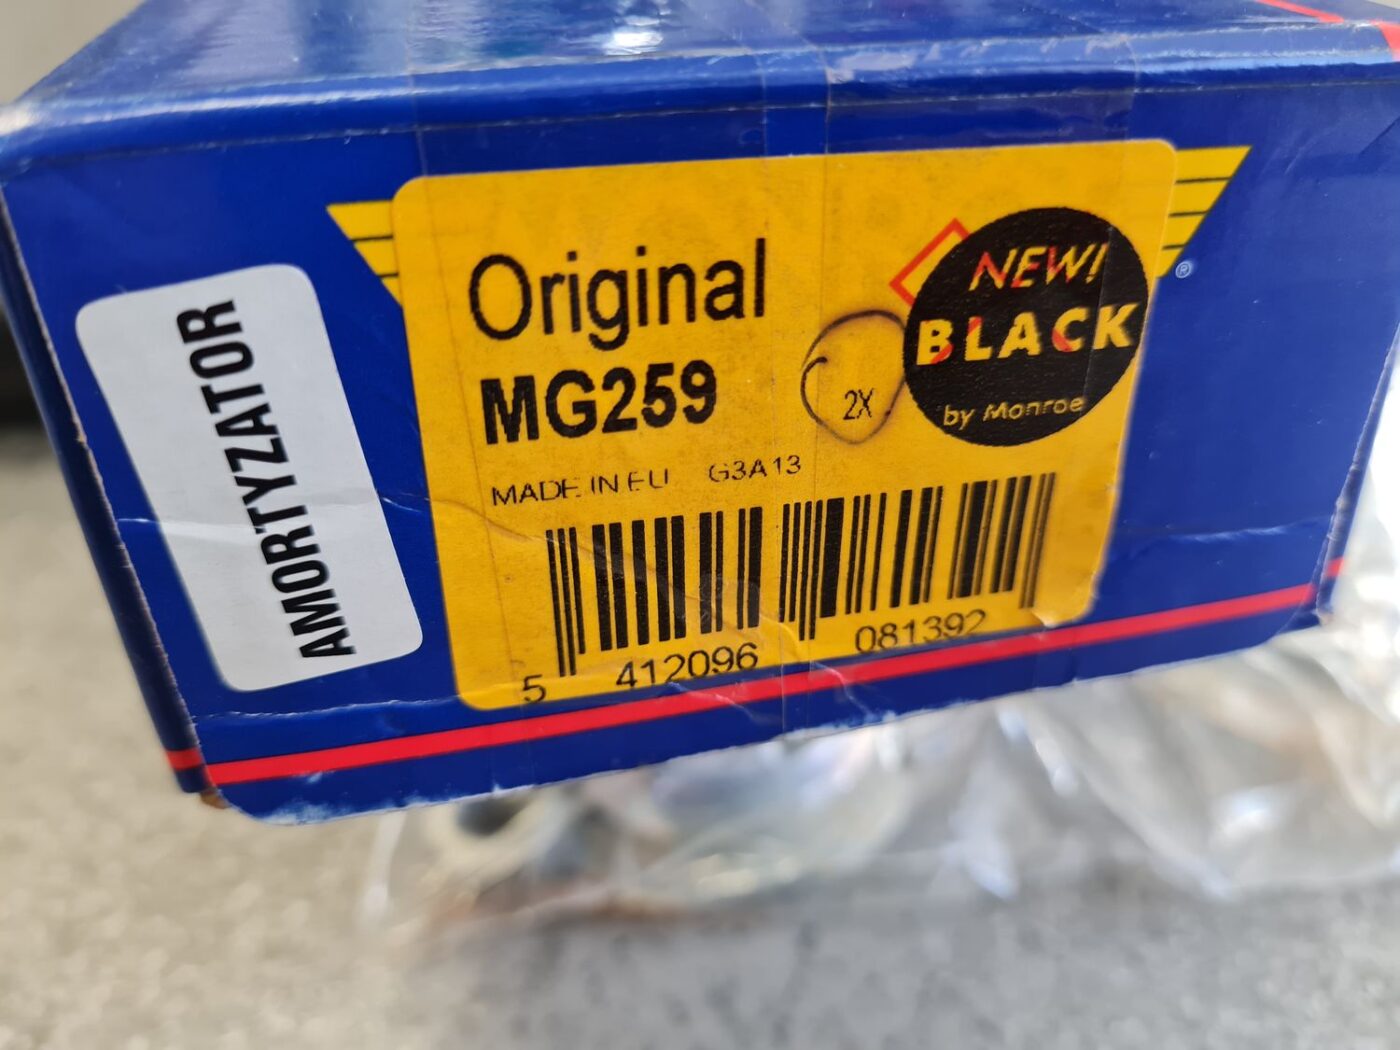 AMORTYZATOR
Original
MG259
2X
NEW!
BLACK
by Monroe
®
MADE IN EU G3A13
5 412096 081392